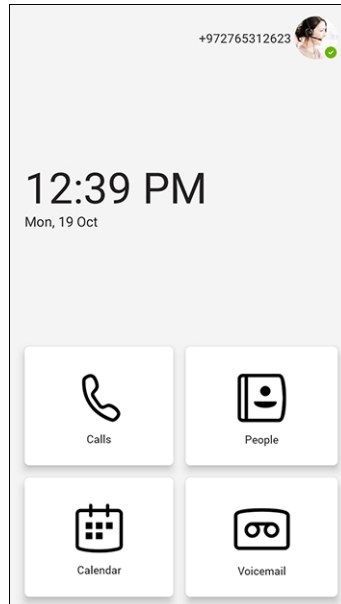 +972765312623
12:39 PM
Mon, 19 Oct
Calls
People
Calendar
Voicemail